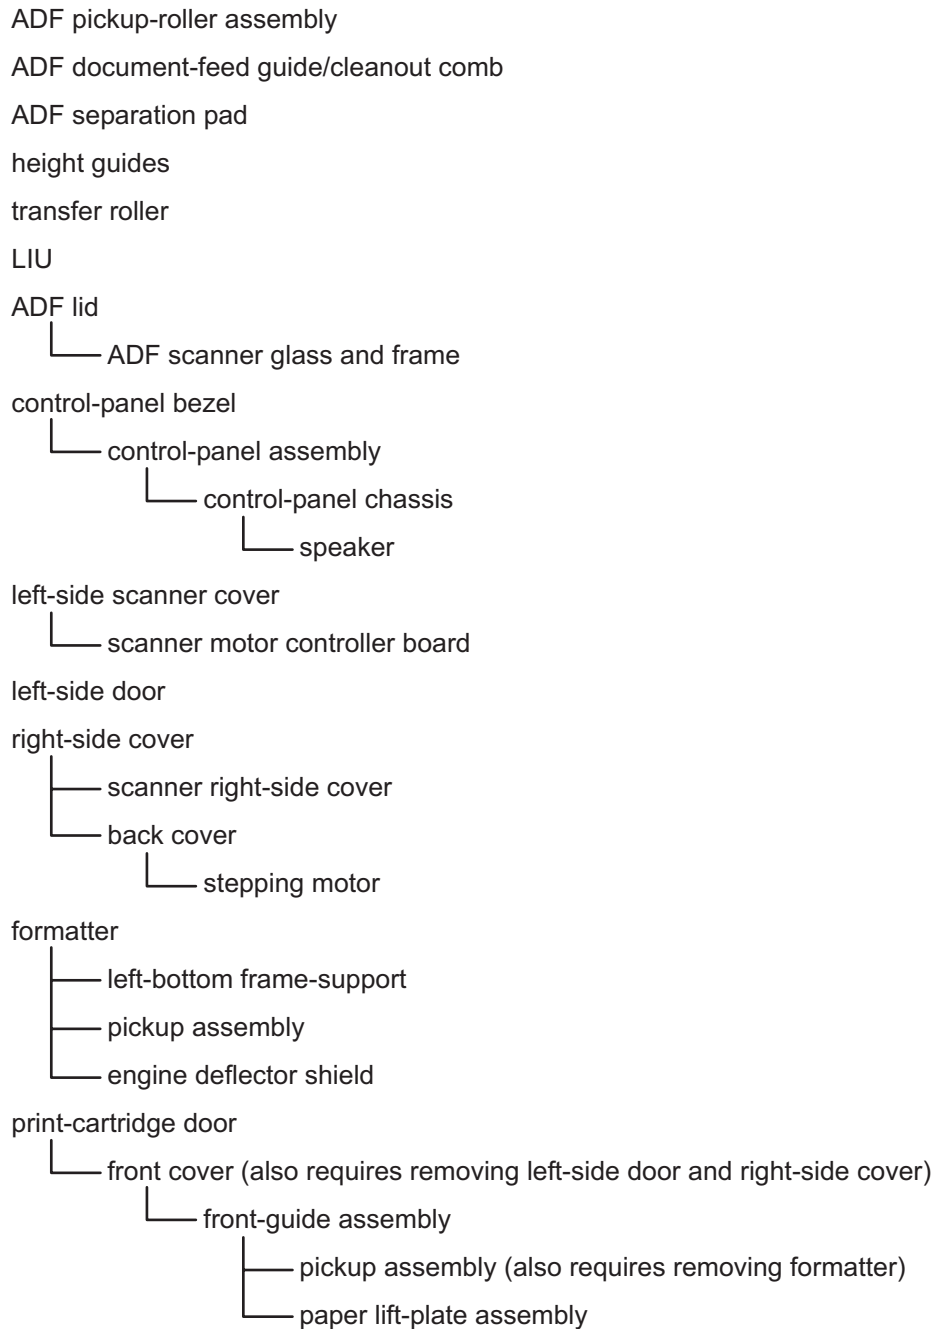 ADF pickup-roller assembly
ADF document-feed guide/cleanout comb
ADF separation pad
height guides
transfer roller
LIU
ADF lid
ADF scanner glass and frame
control-panel bezel
control-panel assembly
control-panel chassis
speaker
left-side scanner cover
scanner motor controller board
left-side door
right-side cover
scanner right-side cover
back cover
stepping motor
formatter
left-bottom frame-support
pickup assembly
engine deflector shield
print-cartridge door
front cover (also requires removing left-side door and right-side cover)
front-guide assembly
pickup assembly (also requires removing formatter)
paper lift-plate assembly